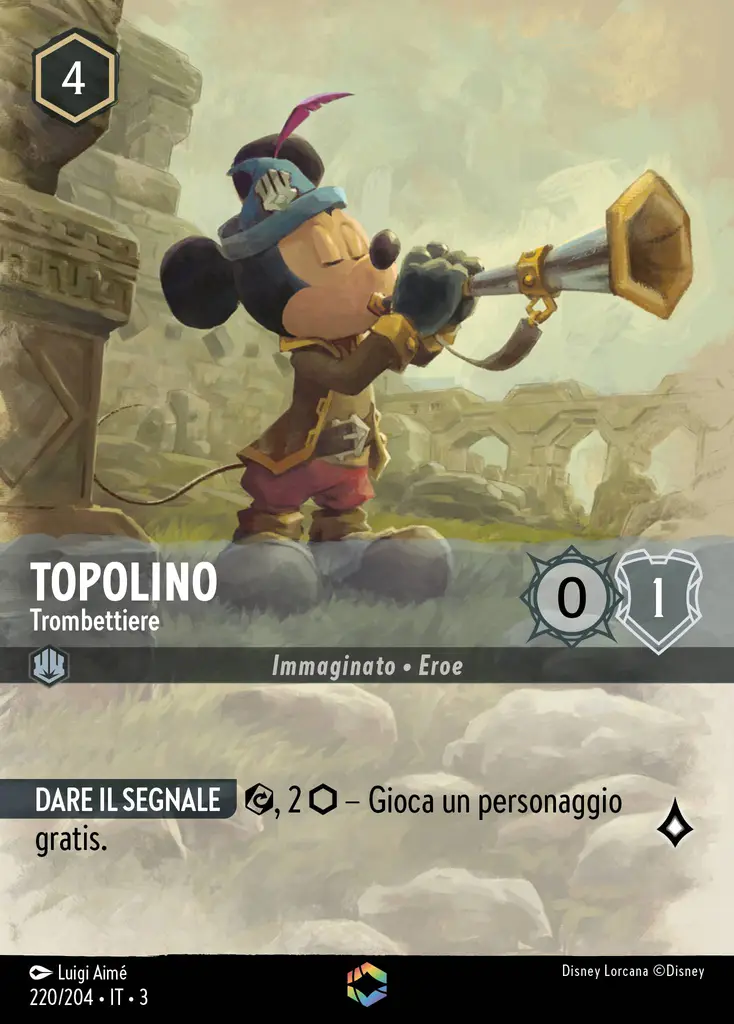 4
TOPOLINO
Trombettiere
0
1
Immaginato • Eroe
DARE IL SEGNALE , 2 – Gioca un personaggio
gratis.
Luigi Aimé
Disney Lorcana ©Disney
220/204 • IT • 3